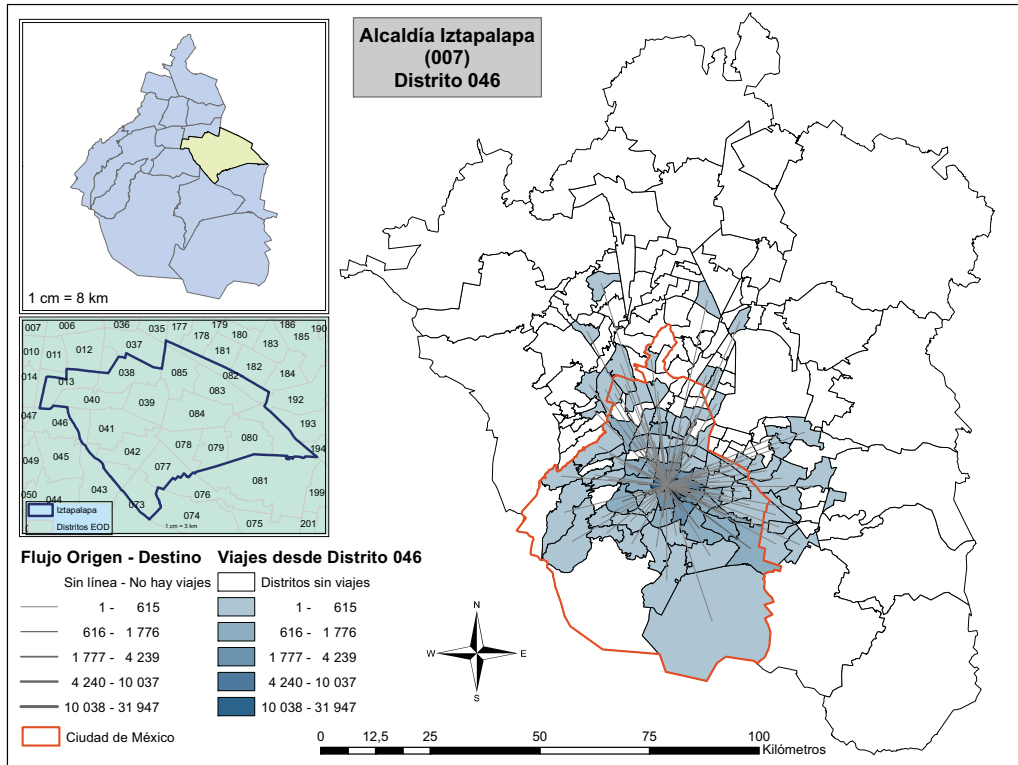 Alcaldía Iztapalapa
(007)
Distrito 046
1 cm = 8 km
007 006 036 035 177 179 186 190
178 180 183 185
010 011 012 037 181
014 013 038 085 082 182 184
083
040 039 192
047 046 041 084 193
042 078 079 080 194
049 045 077 081
050 044 043 073 076 199
074 075 201
Iztapalapa
Distritos EOD
1 cm = 3 km
Flujo Origen - Destino
Sin línea - No hay viajes
1 - 615
616 - 1 776
1 777 - 4 239
4 240 - 10 037
10 038 - 31 947
Ciudad de México
Viajes desde Distrito 046
Distritos sin viajes
1 - 615
616 - 1 776
1 777 - 4 239
4 240 - 10 037
10 038 - 31 947
N
W E
S
0 12,5 25 50 75 100
Kilómetros